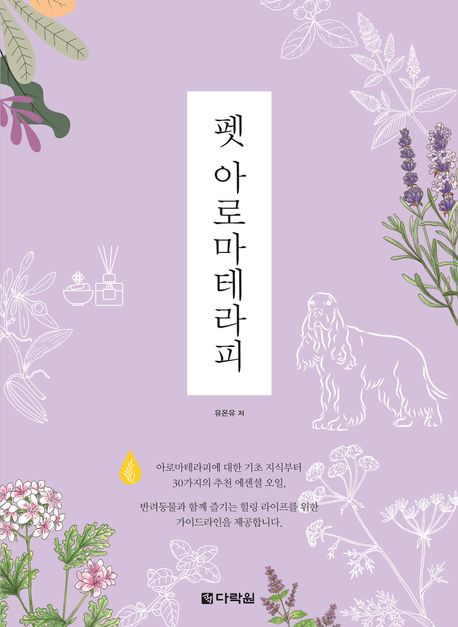 펫 아로마테라피
유온유 저
아로마테라피에 대한 기초 지식부터
30가지의 추천 에센셜 오일,
반려동물과 함께 즐기는 힐링 라이프를 위한
가이드라인을 제공합니다.
다락원